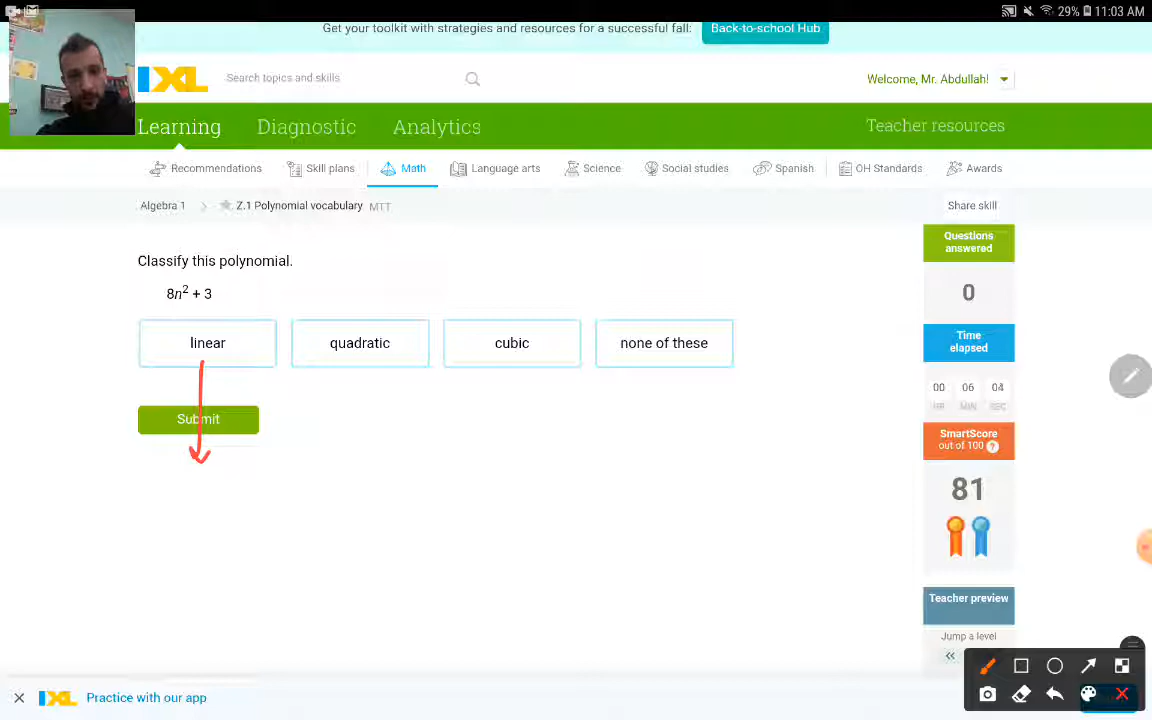 29% 11:03 AM
Get your toolkit with strategies and resources for a successful fall: Back-to-school Hub
IXL Search topics and skills Welcome, Mr. Abdullah!
Learning Diagnostic Analytics Teacher resources
Recommendations Skill plans Math Language arts Science Social studies Spanish OH Standards Awards
Algebra 1 > Z.1 Polynomial vocabulary MTT Share skill
Questions answered
0
Classify this polynomial.
8n² + 3
linear quadratic cubic none of these
Submit
Time elapsed
00 06 04
HR MIN SEC
SmartScore
out of 100 ?
81
Teacher preview
Jump a level
«
× IXL Practice with our app